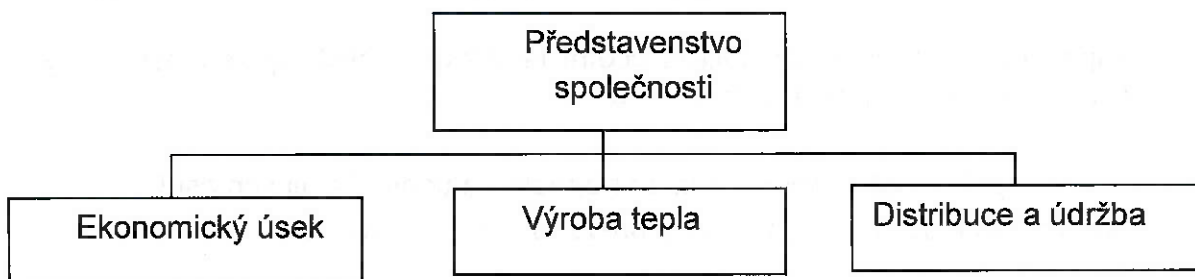 Představenstvo
společnosti
Ekonomický úsek
Výroba tepla
Distribuce a údržba